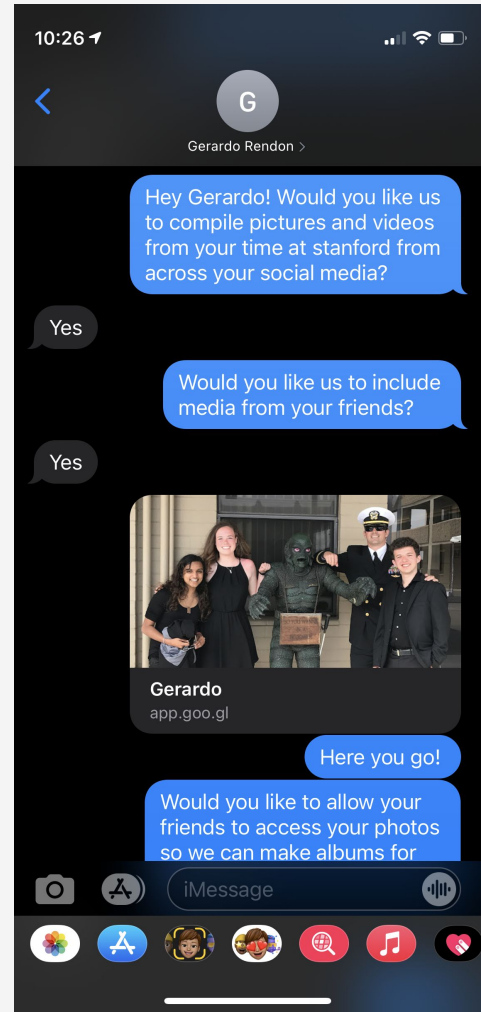 10:26
G
Gerardo Rendon
Hey Gerardo! Would you like us
to compile pictures and videos
from your time at stanford from
across your social media?
Yes
Would you like us to include
media from your friends?
Yes
Gerardo
app.goo.gl
Here you go!
Would you like to allow your
friends to access your photos
so we can make albums for
iMessage